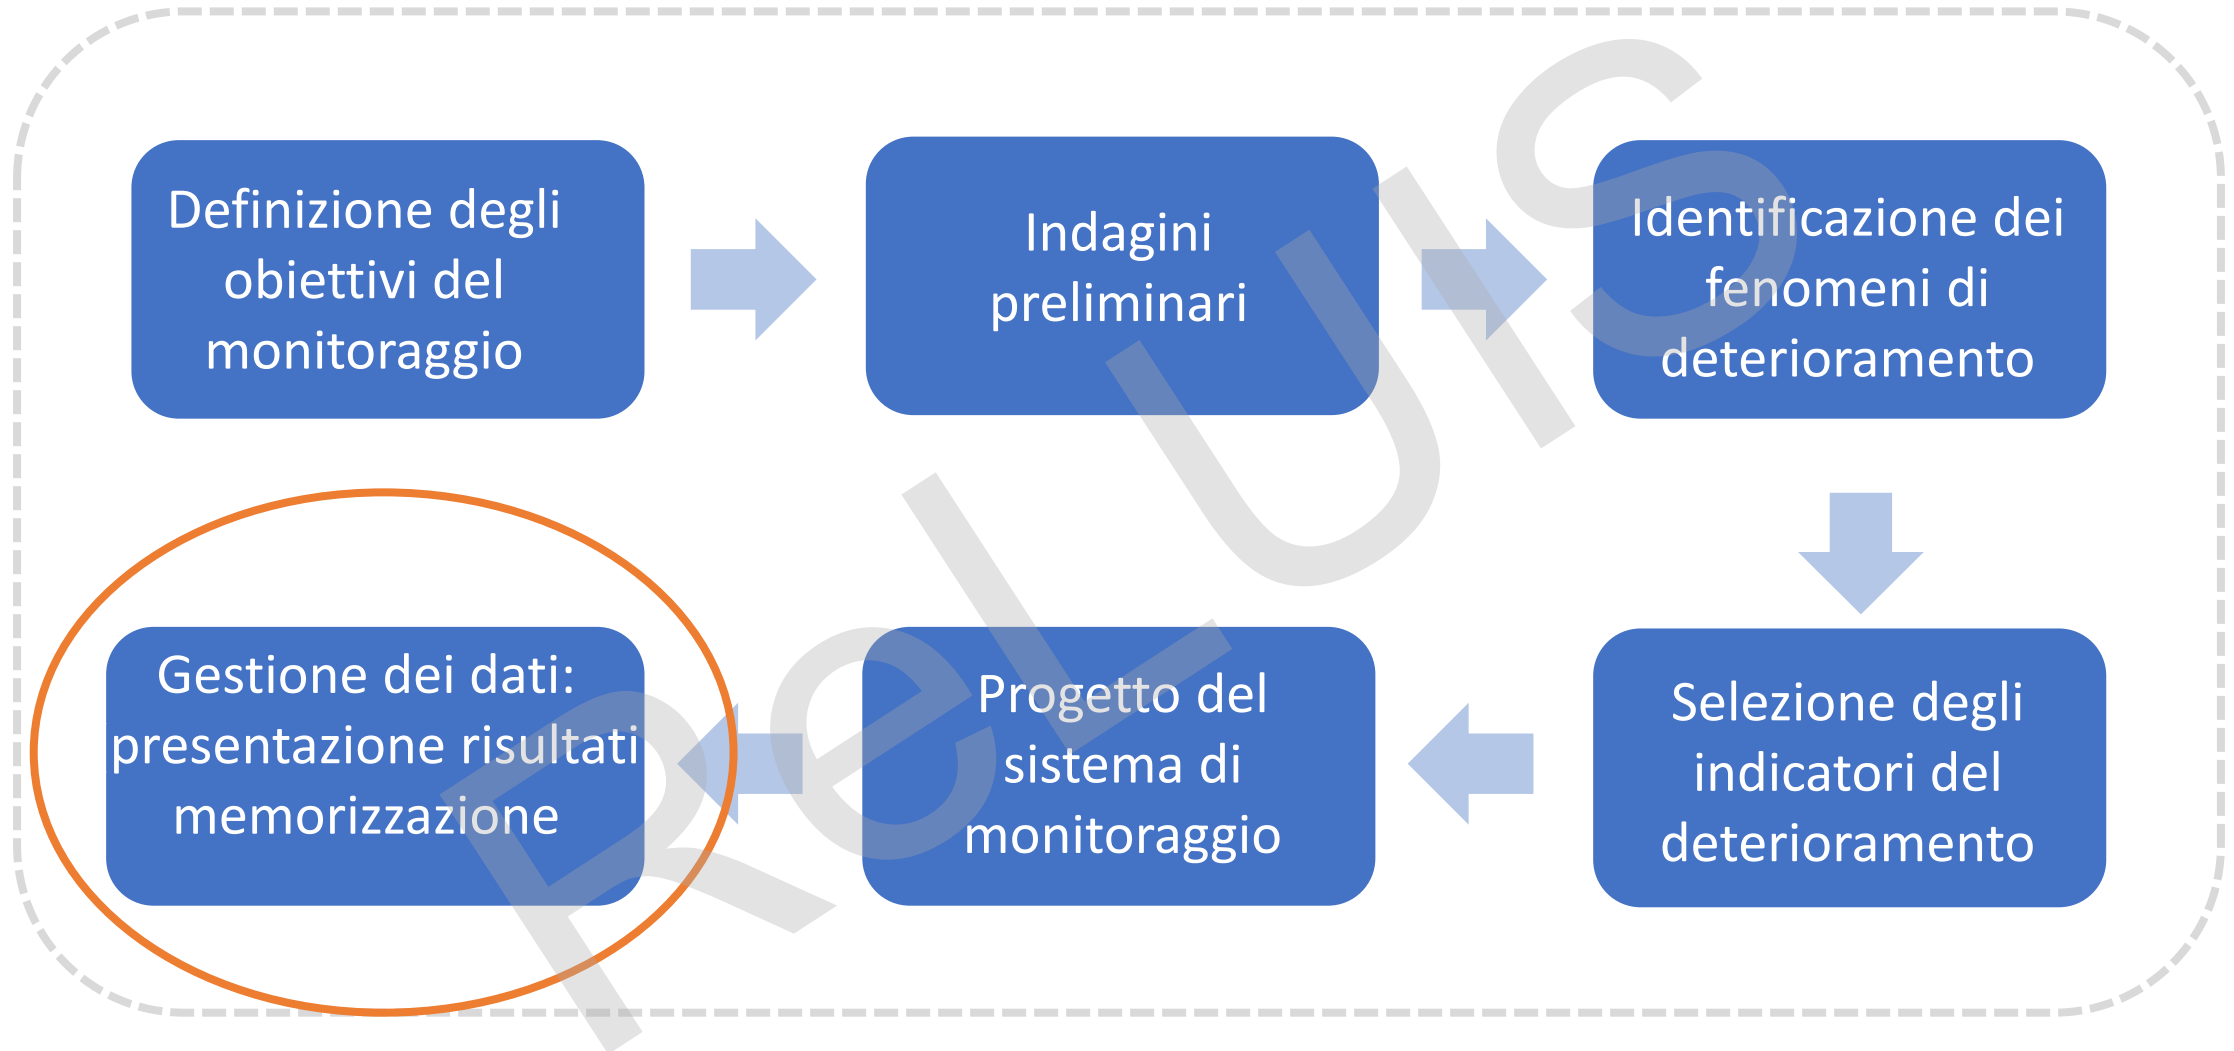 Definizione degli
obiettivi del
monitoraggio
Indagini
preliminari
Identificazione dei
fenomeni di
deterioramento
Selezione degli
indicatori del
deterioramento
Progetto del
sistema di
monitoraggio
Gestione dei dati:
presentazione risultati
memorizzazione
ReLUIS